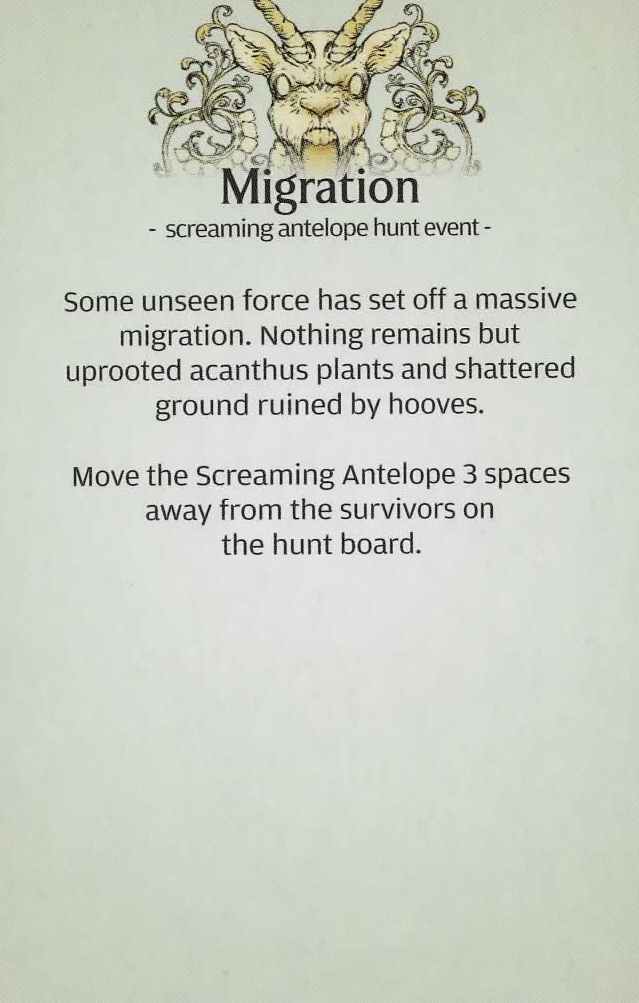 Migration
- screaming antelope hunt event -
Some unseen force has set off a massive
migration. Nothing remains but
uprooted acanthus plants and shattered
ground ruined by hooves.
Move the Screaming Antelope 3 spaces
away from the survivors on
the hunt board.